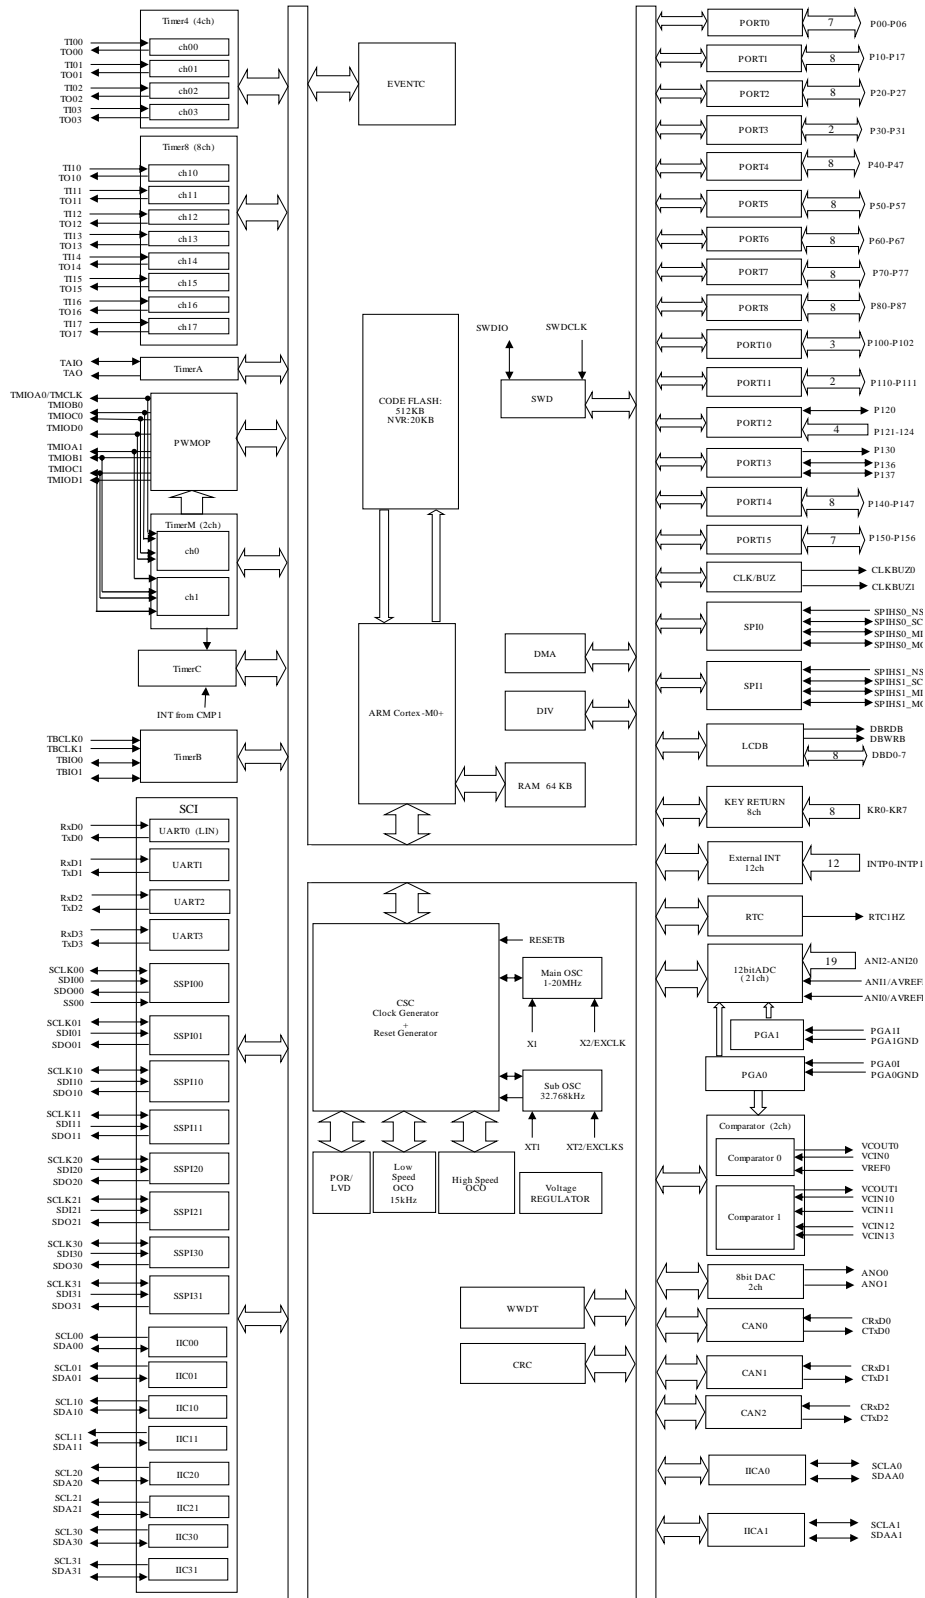 Timer4 (4ch)
TI00
TO00
ch00
TI01
TO01
ch01
TI02
TO02
ch02
TI03
TO03
ch03
Timer8 (8ch)
TI10
TO10
ch10
TI11
TO11
ch11
TI12
TO12
ch12
TI13
TO13
ch13
TI14
TO14
ch14
TI15
TO15
ch15
TI16
TO16
ch16
TI17
TO17
ch17
TAIO
TAO
TimerA
TMIOA0/TMCLK
TMIOB0
TMIOC0
TMIOD0
TMIOA1
TMIOB1
TMIOC1
TMIOD1
PWMOP
TimerM (2ch)
ch0
ch1
TimerC
INT from CMP1
TBCLK0
TBCLK1
TBIO0
TBIO1
TimerB
SCI
RxD0
TxD0
UART0 (LIN)
RxD1
TxD1
UART1
RxD2
TxD2
UART2
RxD3
TxD3
UART3
SCLK00
SDI00
SDO00
SS00
SSPI00
SCLK01
SDI01
SDO01
SSPI01
SCLK10
SDI10
SDO10
SSPI10
SCLK11
SDI11
SDO11
SSPI11
SCLK20
SDI20
SDO20
SSPI20
SCLK21
SDI21
SDO21
SSPI21
SCLK30
SDI30
SDO30
SSPI30
SCLK31
SDI31
SDO31
SSPI31
SCL00
SDA00
IIC00
SCL01
SDA01
IIC01
SCL10
SDA10
IIC10
SCL11
SDA11
IIC11
SCL20
SDA20
IIC20
SCL21
SDA21
IIC21
SCL30
SDA30
IIC30
SCL31
SDA31
IIC31
EVENTC
SWDIO
SWDCLK
SWD
CODE FLASH:
512KB
NVR:20KB
ARM Cortex-M0+
DMA
DIV
RAM 64 KB
CSC
Clock Generator
+
Reset Generator
RESETB
Main OSC
1-20MHz
X1
X2/EXCLK
Sub OSC
32.768kHz
XT1
XT2/EXCLKS
POR/
LVD
Low
Speed
OCO
15kHz
High Speed
OCO
Voltage
REGULATOR
WWDT
CRC
PORT0
7
P00-P06
PORT1
8
P10-P17
PORT2
8
P20-P27
PORT3
2
P30-P31
PORT4
8
P40-P47
PORT5
8
P50-P57
PORT6
8
P60-P67
PORT7
8
P70-P77
PORT8
8
P80-P87
PORT10
3
P100-P102
PORT11
2
P110-P111
PORT12
P120
4
P121-124
PORT13
P130
P136
P137
PORT14
8
P140-P147
PORT15
7
P150-P156
CLK/BUZ
CLKBUZ0
CLKBUZ1
SPI0
SPIHS0_NS
SPIHS0_SC
SPIHS0_MI
SPIHS0_MO
SPI1
SPIHS1_NS
SPIHS1_SC
SPIHS1_MI
SPIHS1_MO
LCDB
DBRDB
DBWRB
8
DBD0-7
KEY RETURN
8ch
8
KR0-KR7
External INT
12ch
12
INTP0-INTP1
RTC
RTC1HZ
12bitADC
(21ch)
19
ANI2-ANI20
ANI1/AVREF
ANI0/AVREF
PGA1
PGA1I
PGA1GND
PGA0
PGA0I
PGA0GND
Comparator (2ch)
Comparator 0
VCOUT0
VCIN0
VREF0
Comparator 1
VCOUT1
VCIN10
VCIN11
VCIN12
VCIN13
8bit DAC
2ch
ANO0
ANO1
CAN0
CRxD0
CTxD0
CAN1
CRxD1
CTxD1
CAN2
CRxD2
CTxD2
IICA0
SCLA0
SDAA0
IICA1
SCLA1
SDAA1